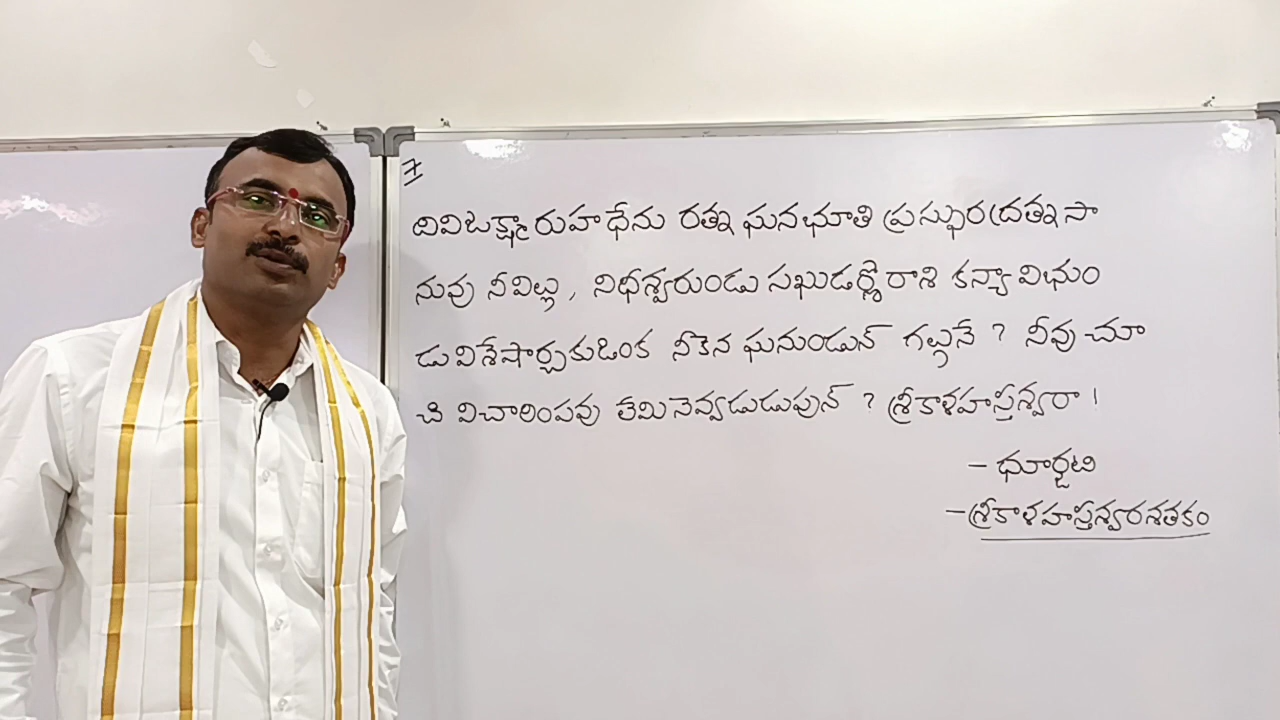 7
దివిజక్ష్మారుహ ధేను రత్న ఘనభూతి ప్రస్ఫురద్రత్నసా
నువు నీవిల్లు, నిధీశ్వరుండు సఖుడర్ణోరాశి కన్యావిభుం
డు విశేషార్చకుడింక నీకెన ఘనుండున్ గల్గునే? నీవు చూ
చి విచారింపవు లేమినెవ్వడుడుపున్? శ్రీకాళహస్తీశ్వరా!
- ధూర్జటి
- శ్రీకాళహస్తీశ్వరశతకం